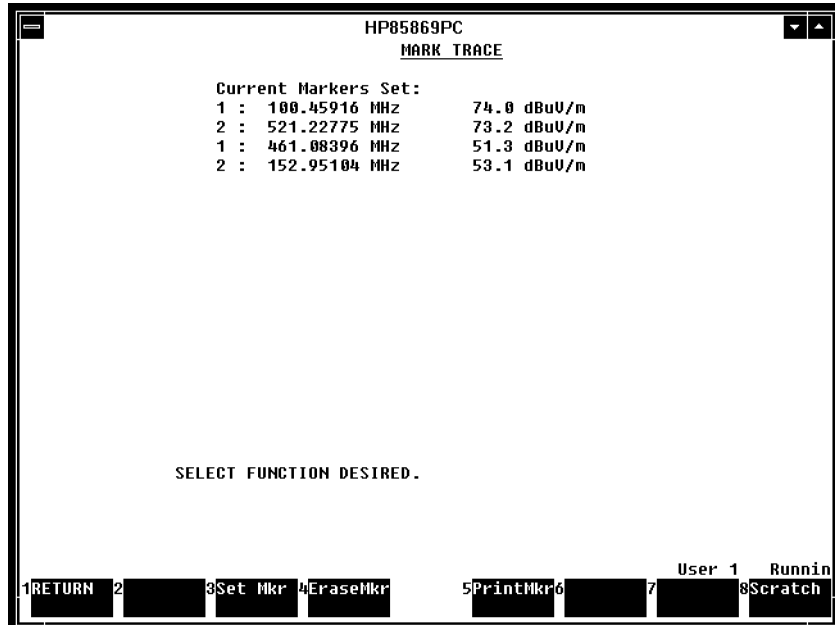 HP85869PC
MARK TRACE
Current Markers Set:
1 : 100.45916 MHz 74.0 dBuV/m
2 : 521.22775 MHz 73.2 dBuV/m
1 : 461.08396 MHz 51.3 dBuV/m
2 : 152.95104 MHz 53.1 dBuV/m
SELECT FUNCTION DESIRED.
User 1 Runnin
1RETURN 2 3Set Mkr 4EraseMkr 5PrintMkr6 7 8Scratch